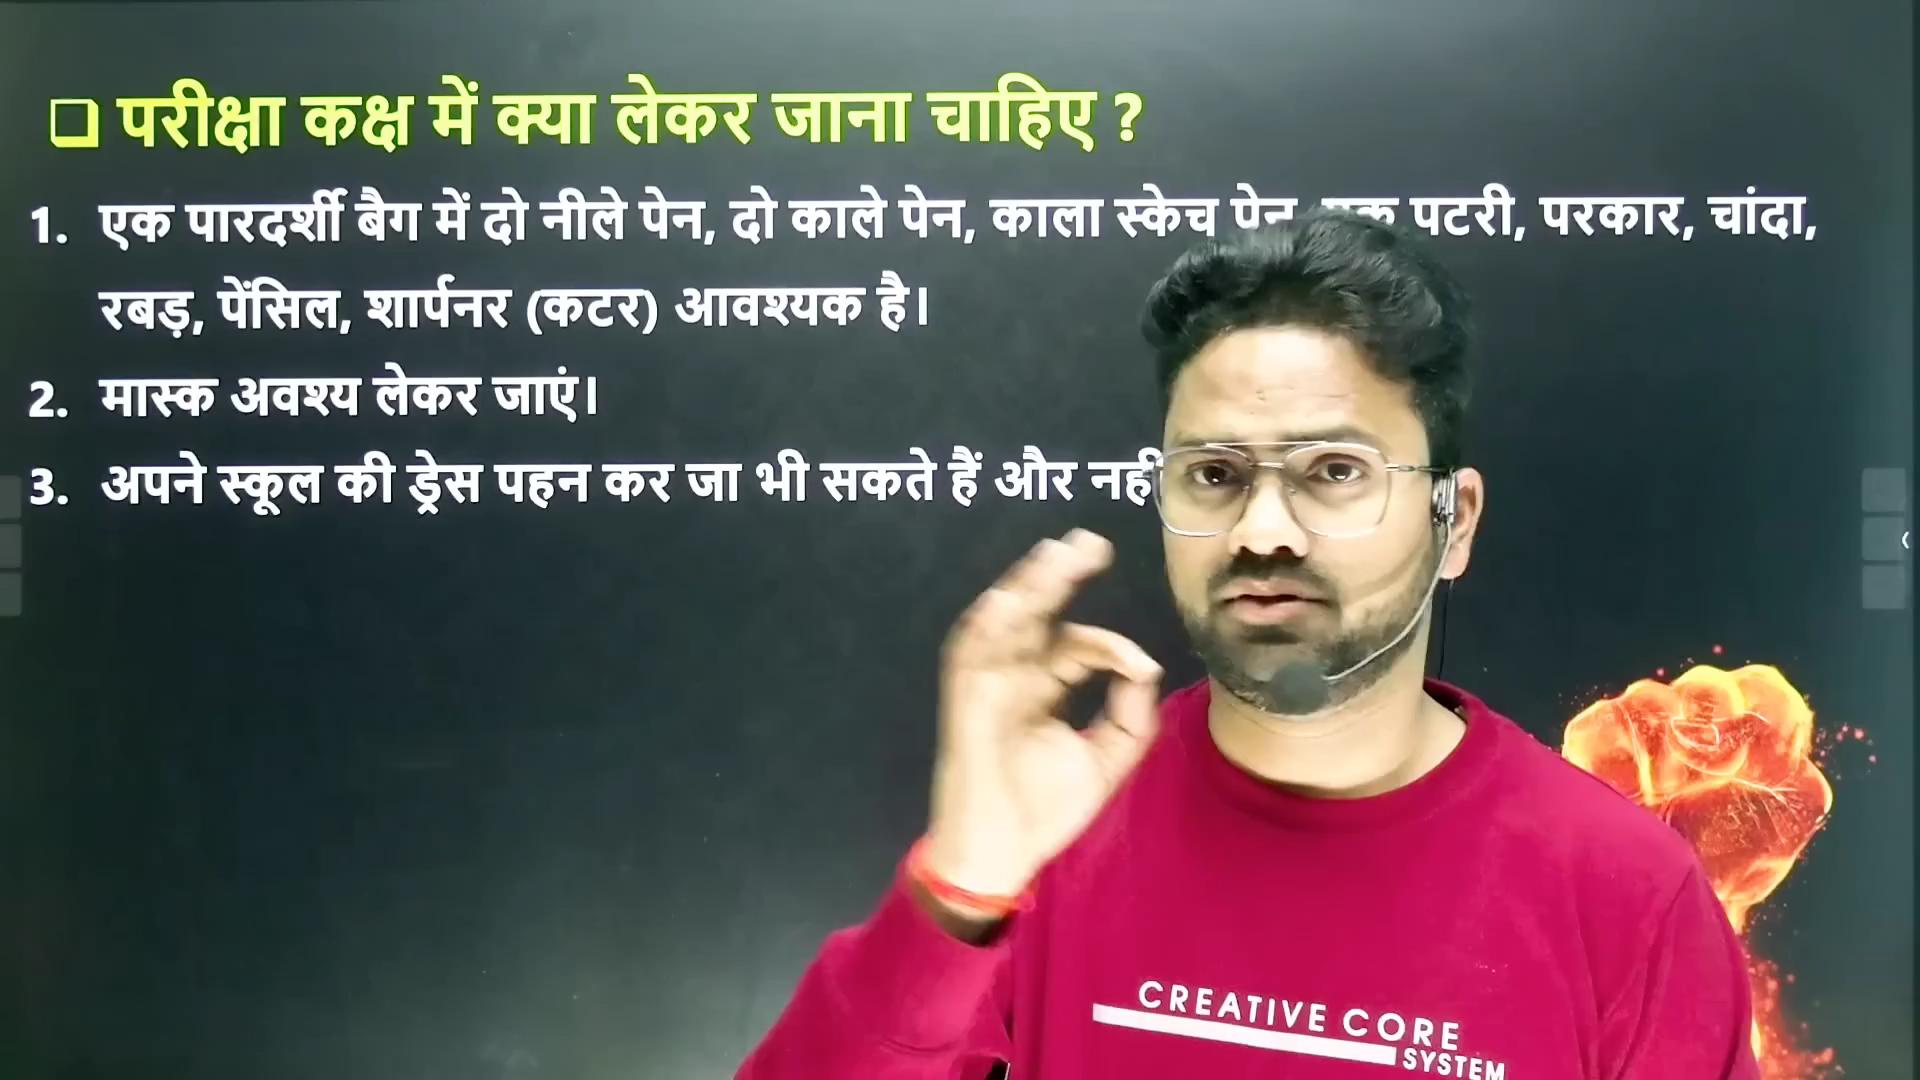 ❑ परीक्षा कक्ष में क्या लेकर जाना चाहिए ?
1. एक पारदर्शी बैग में दो नीले पेन, दो काले पेन, काला स्केच पेन, एक पटरी, परकार, चांदा,
रबड़, पेंसिल, शार्पनर (कटर) आवश्यक है।
2. मास्क अवश्य लेकर जाएं।
3. अपने स्कूल की ड्रेस पहन कर जा भी सकते हैं और
CREATIVE CORE
SYSTEM